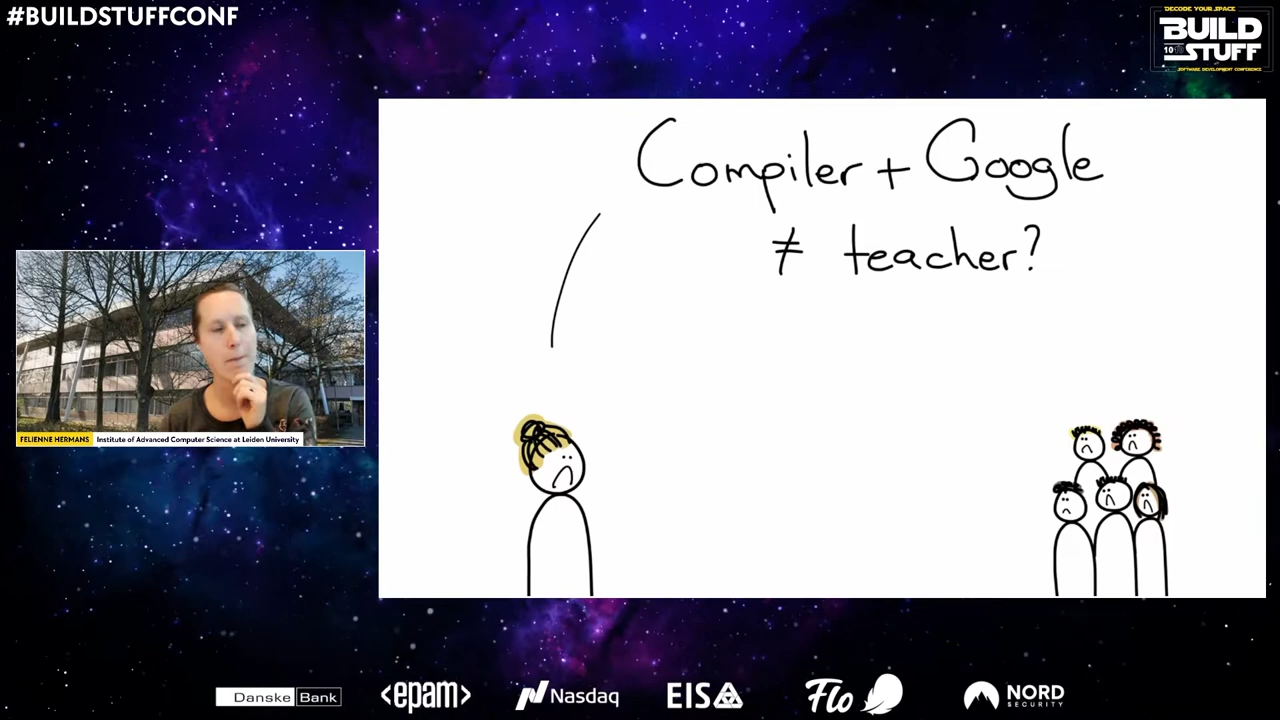 #BUILDSTUFFCONF
DECODE YOUR SPACE
BUILD
STUFF
SOFTWARE DEVELOPMENT CONFERENCE
Compiler + Google
≠ teacher?
FELIENNE HERMANS Institute of Advanced Computer Science at Leiden University
Danske Bank
<epam>
Nasdaq
EIS
Flo
NORD
SECURITY